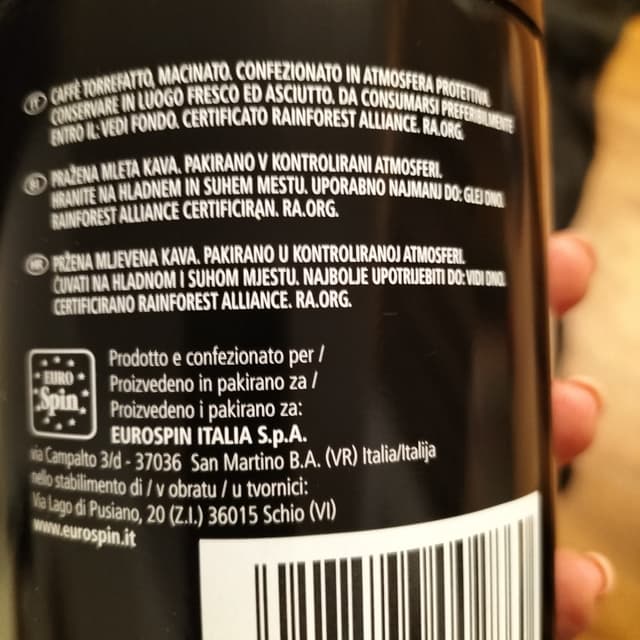 IT CAFFÈ TORREFATTO, MACINATO. CONFEZIONATO IN ATMOSFERA PROTETTIVA.
CONSERVARE IN LUOGO FRESCO ED ASCIUTTO. DA CONSUMARSI PREFERIBILMENTE
ENTRO IL: VEDI FONDO. CERTIFICATO RAINFOREST ALLIANCE. RA.ORG.
SI PRAŽENA MLETA KAVA. PAKIRANO V KONTROLIRANI ATMOSFERI.
HRANITE NA HLADNEM IN SUHEM MESTU. UPORABNO NAJMANJ DO: GLEJ DNO.
RAINFOREST ALLIANCE CERTIFICIRAN. RA.ORG.
HR PRŽENA MLJEVENA KAVA. PAKIRANO U KONTROLIRANOJ ATMOSFERI.
ČUVATI NA HLADNOM I SUHOM MJESTU. NAJBOLJE UPOTRIJEBITI DO: VIDI DNO.
CERTIFICIRANO RAINFOREST ALLIANCE. RA.ORG.
EURO
Spin
Prodotto e confezionato per /
Proizvedeno in pakirano za /
Proizvedeno i pakirano za:
EUROSPIN ITALIA S.p.A.
via Campalto 3/d - 37036 San Martino B.A. (VR) Italia/Italija
nello stabilimento di / v obratu / u tvornici:
Via Lago di Pusiano, 20 (Z.I.) 36015 Schio (VI)
www.eurospin.it